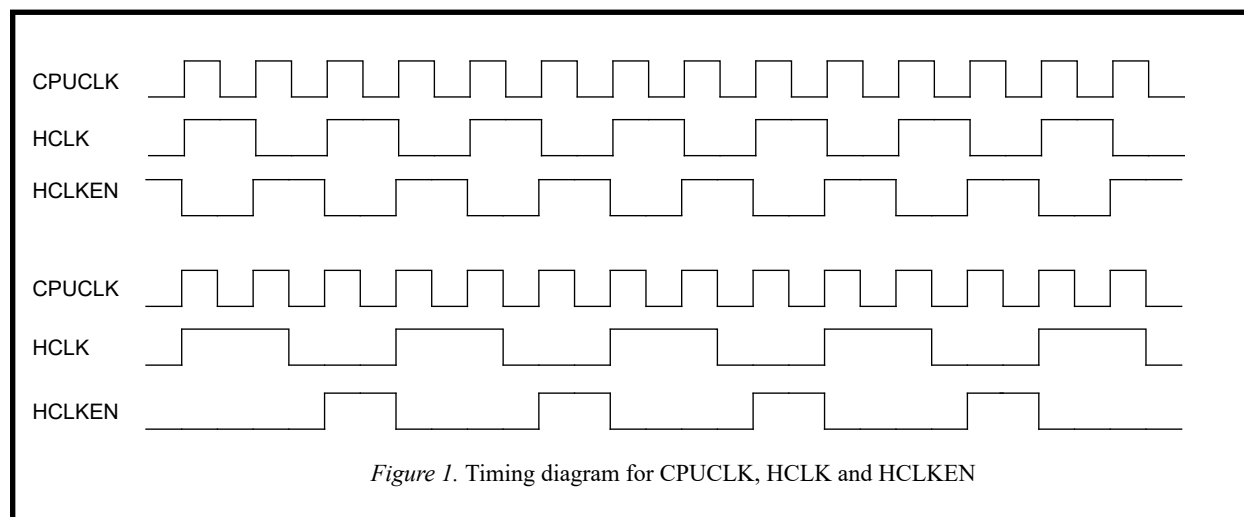 CPUCLK
HCLK
HCLKEN
CPUCLK
HCLK
HCLKEN
Figure 1. Timing diagram for CPUCLK, HCLK and HCLKEN